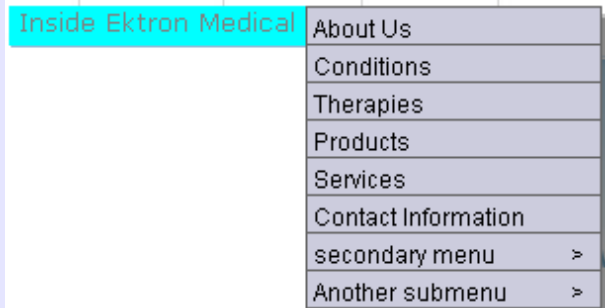 Inside Ektron Medical
About Us
Conditions
Therapies
Products
Services
Contact Information
secondary menu >
Another submenu >